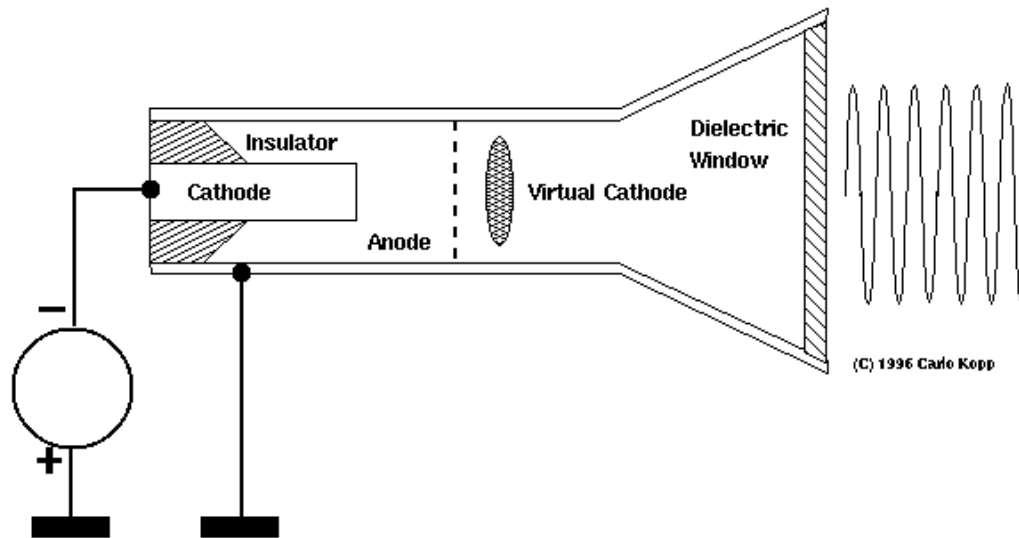 Insulator
Cathode
Anode
Virtual Cathode
Dielectric
Window
−
+
(C) 1996 Carlo Kopp